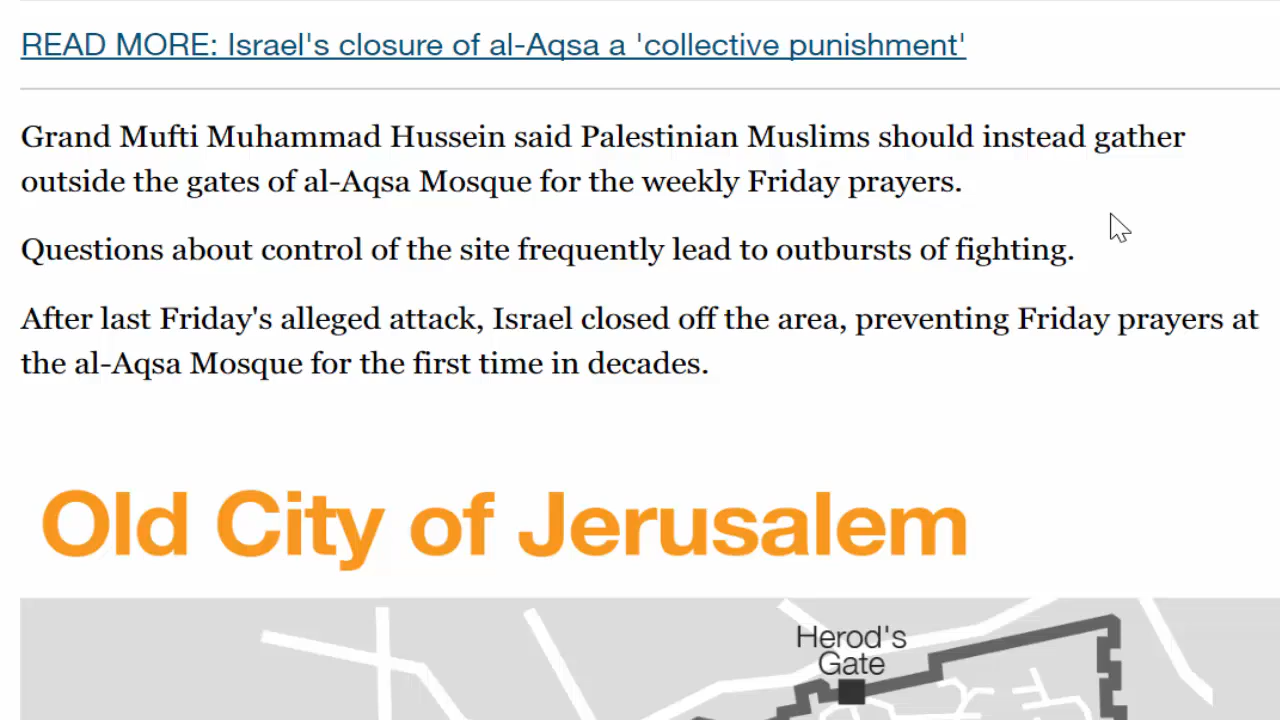 READ MORE: Israel's closure of al-Aqsa a 'collective punishment'
Grand Mufti Muhammad Hussein said Palestinian Muslims should instead gather
outside the gates of al-Aqsa Mosque for the weekly Friday prayers.
Questions about control of the site frequently lead to outbursts of fighting.
After last Friday's alleged attack, Israel closed off the area, preventing Friday prayers at
the al-Aqsa Mosque for the first time in decades.
Old City of Jerusalem
Herod's
Gate